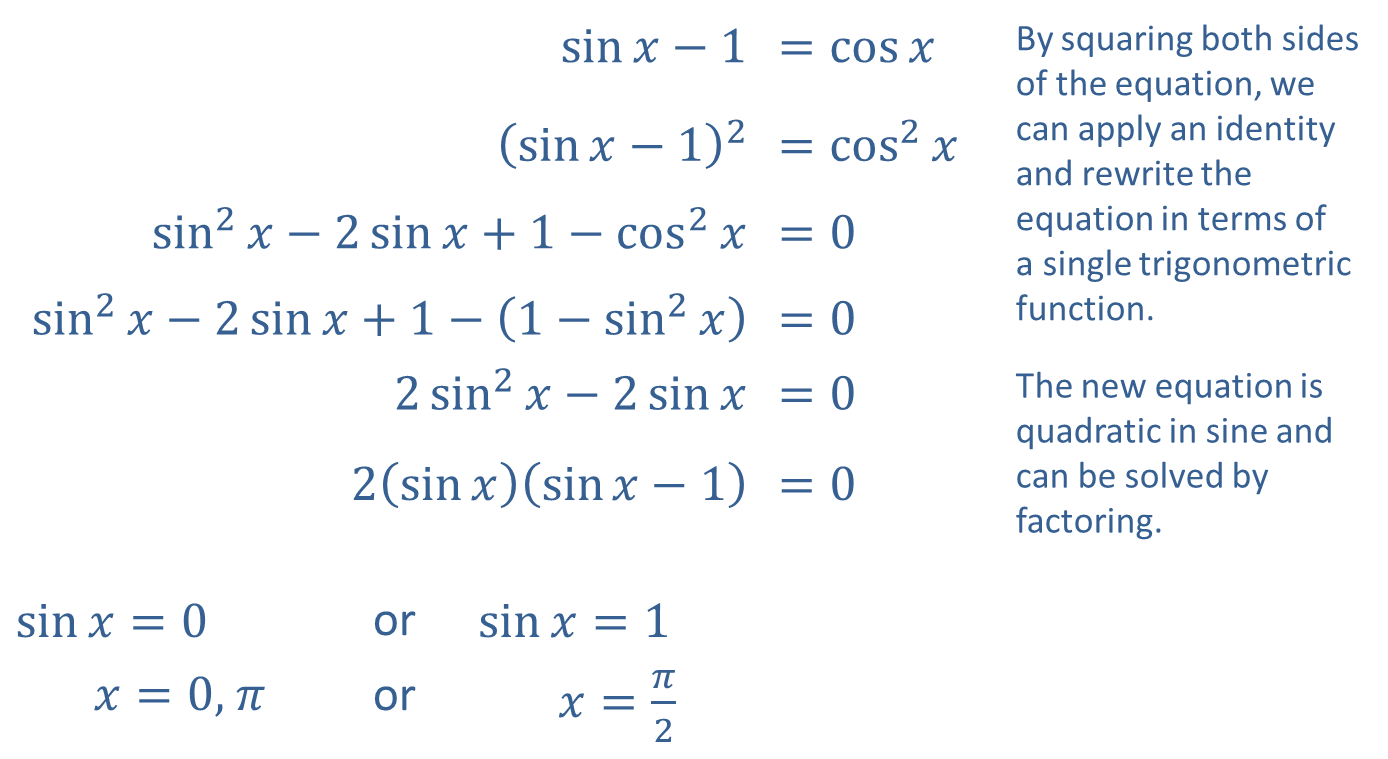 sin x − 1 = cos x
(sin x − 1)² = cos² x
sin² x − 2 sin x + 1 − cos² x = 0
sin² x − 2 sin x + 1 − (1 − sin² x) = 0
2 sin² x − 2 sin x = 0
2(sin x)(sin x − 1) = 0
By squaring both sides
of the equation, we
can apply an identity
and rewrite the
equation in terms of
a single trigonometric
function.
The new equation is
quadratic in sine and
can be solved by
factoring.
sin x = 0 or sin x = 1
x = 0, π or x = π/2